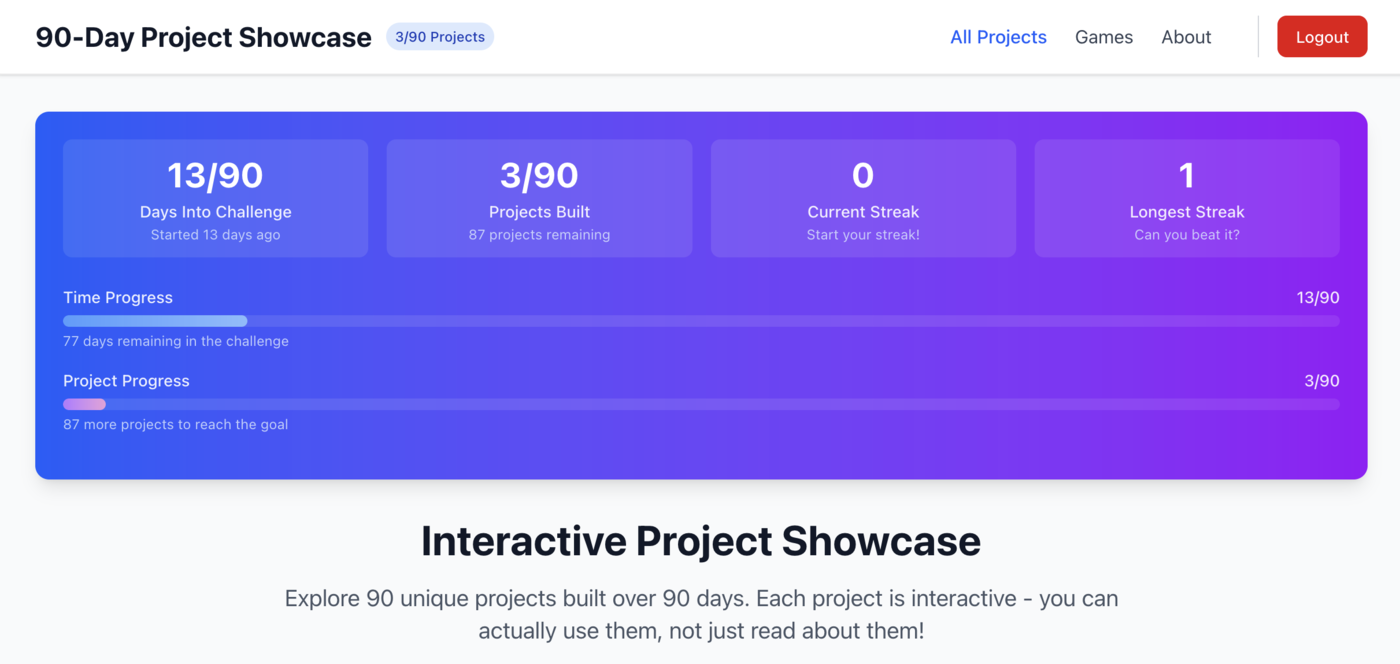 90-Day Project Showcase
3/90 Projects
All Projects
Games
About
Logout
13/90
Days Into Challenge
Started 13 days ago
3/90
Projects Built
87 projects remaining
0
Current Streak
Start your streak!
1
Longest Streak
Can you beat it?
Time Progress
13/90
77 days remaining in the challenge
Project Progress
3/90
87 more projects to reach the goal
Interactive Project Showcase
Explore 90 unique projects built over 90 days. Each project is interactive - you can
actually use them, not just read about them!